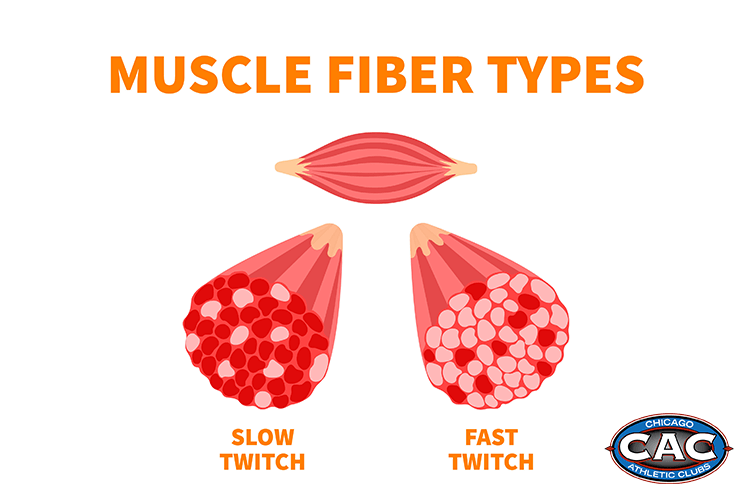 MUSCLE FIBER TYPES
SLOW
TWITCH
FAST
TWITCH
CHICAGO
CAC
ATHLETIC CLUBS